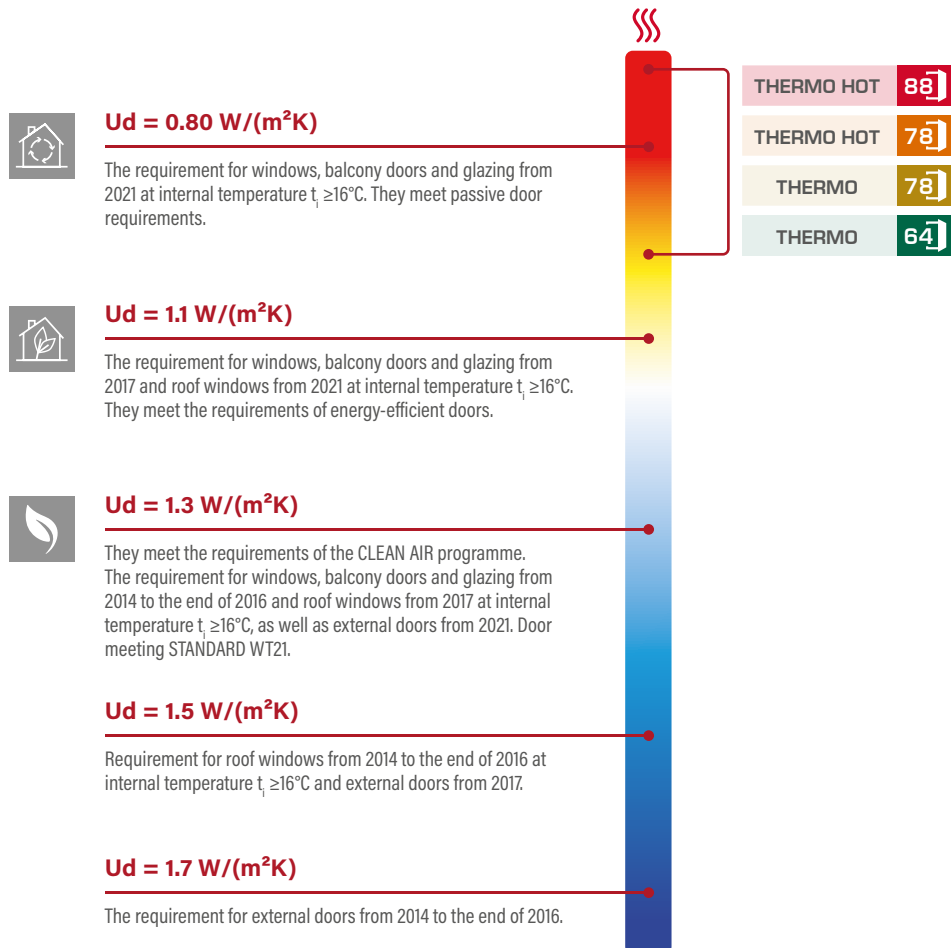 THERMO HOT 88
THERMO HOT 78
THERMO 78
THERMO 64
Ud = 0.80 W/(m²K)
The requirement for windows, balcony doors and glazing from
2021 at internal temperature tᵢ ≥16°C. They meet passive door
requirements.
Ud = 1.1 W/(m²K)
The requirement for windows, balcony doors and glazing from
2017 and roof windows from 2021 at internal temperature tᵢ ≥16°C.
They meet the requirements of energy-efficient doors.
Ud = 1.3 W/(m²K)
They meet the requirements of the CLEAN AIR programme.
The requirement for windows, balcony doors and glazing from
2014 to the end of 2016 and roof windows from 2017 at internal
temperature tᵢ ≥16°C, as well as external doors from 2021. Door
meeting STANDARD WT21.
Ud = 1.5 W/(m²K)
Requirement for roof windows from 2014 to the end of 2016 at
internal temperature tᵢ ≥16°C and external doors from 2017.
Ud = 1.7 W/(m²K)
The requirement for external doors from 2014 to the end of 2016.